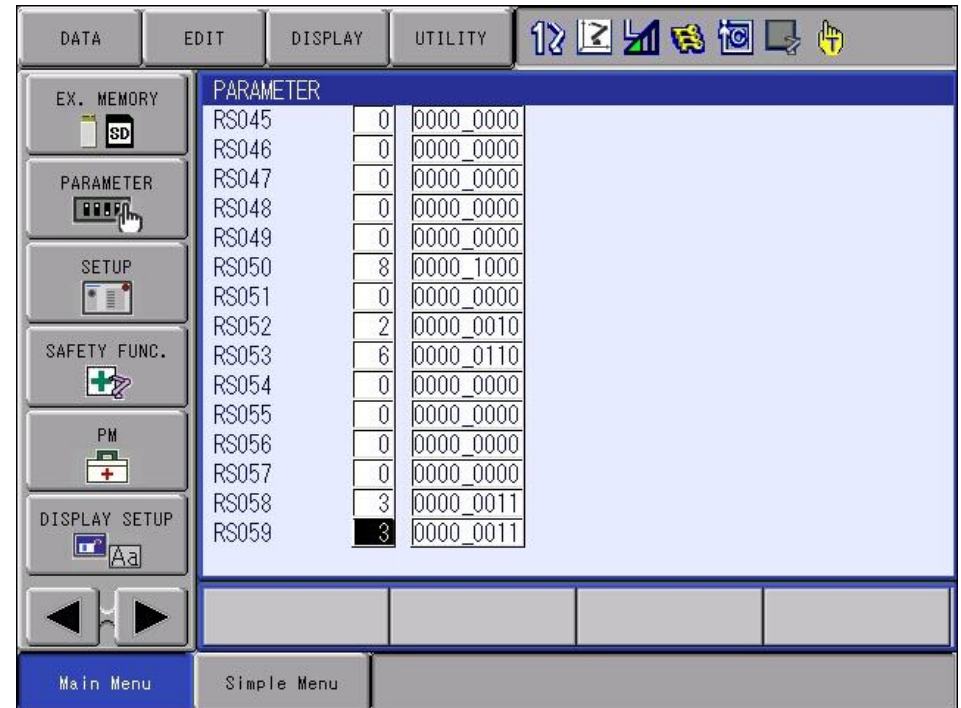 DATA EDIT DISPLAY UTILITY
EX. MEMORY
SD
PARAMETER
SETUP
SAFETY FUNC.
PM
DISPLAY SETUP
Aa
PARAMETER
RS045 0 0000_0000
RS046 0 0000_0000
RS047 0 0000_0000
RS048 0 0000_0000
RS049 0 0000_0000
RS050 8 0000_1000
RS051 0 0000_0000
RS052 2 0000_0010
RS053 6 0000_0110
RS054 0 0000_0000
RS055 0 0000_0000
RS056 0 0000_0000
RS057 0 0000_0000
RS058 3 0000_0011
RS059 3 0000_0011
Main Menu Simple Menu